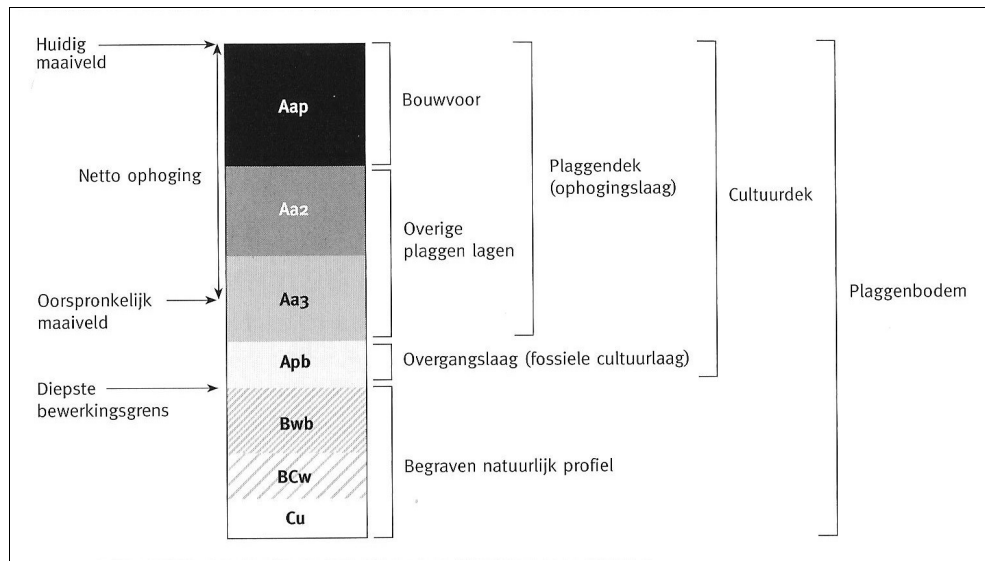 Huidig
maaiveld
Netto ophoging
Oorspronkelijk
maaiveld
Diepste
bewerkingsgrens
Aap
Aa2
Aa3
Apb
Bwb
BCw
Cu
Bouwvoor
Overige
plaggen lagen
Overgangslaag (fossiele cultuurlaag)
Begraven natuurlijk profiel
Plaggendek
(ophogingslaag)
Cultuurdek
Plaggenbodem